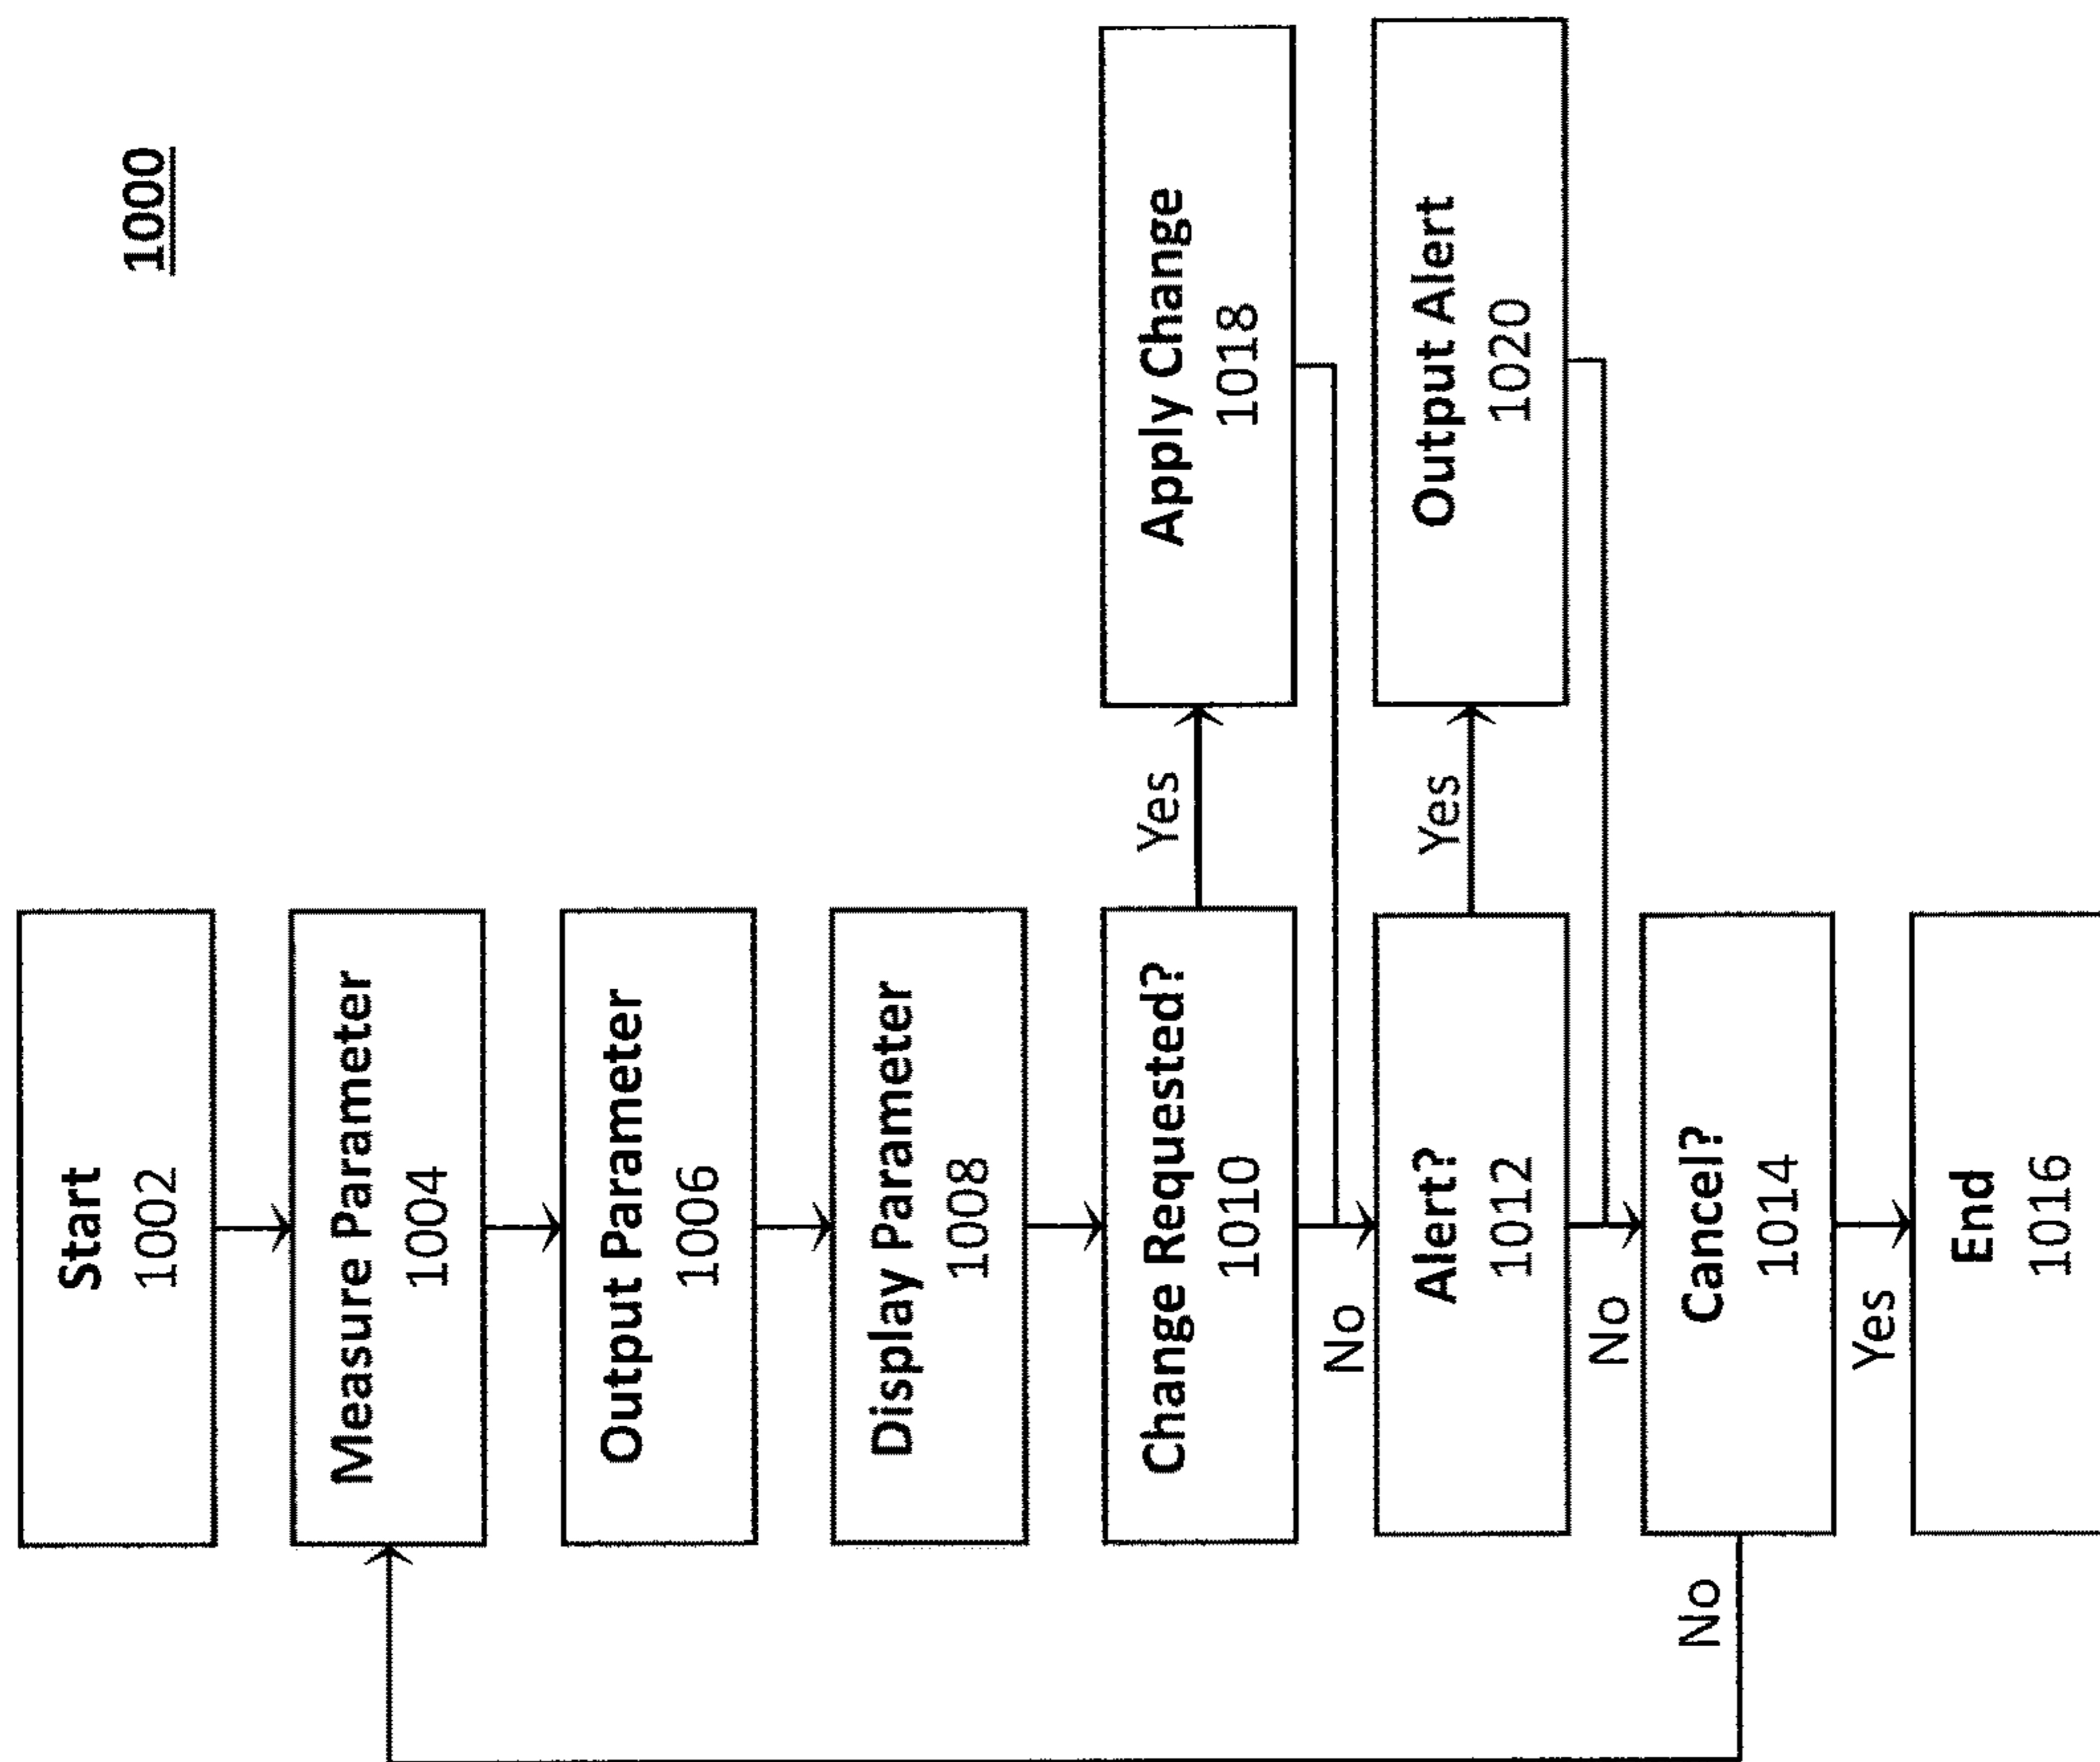 1000
Start
1002
Measure Parameter
1004
Output Parameter
1006
Display Parameter
1008
Change Requested?
1010
Yes
Apply Change
1018
No
Alert?
1012
Yes
Output Alert
1020
No
Cancel?
1014
No
Yes
End
1016